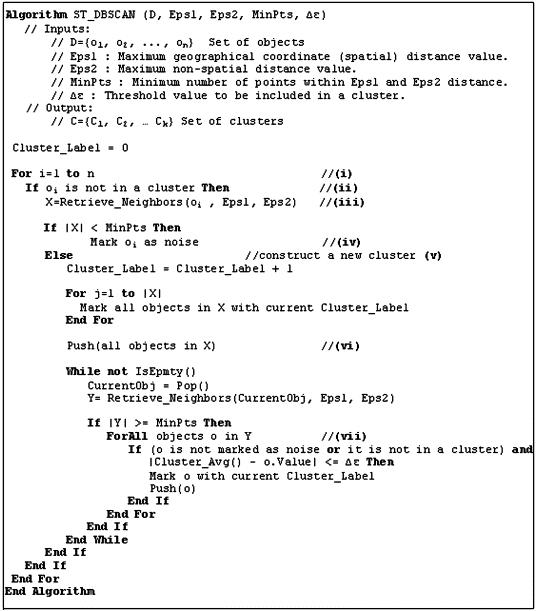 Algorithm ST_DBSCAN (D, Eps1, Eps2, MinPts, Δε)
// Inputs:
// D={o₁, o₂, ..., oₙ} Set of objects
// Eps1 : Maximum geographical coordinate (spatial) distance value.
// Eps2 : Maximum non-spatial distance value.
// MinPts : Minimum number of points within Eps1 and Eps2 distance.
// Δε : Threshold value to be included in a cluster.
// Output:
// C={C₁, C₂, … Cₖ} Set of clusters
Cluster_Label = 0
For i=1 to n //(i)
If oᵢ is not in a cluster Then //(ii)
X=Retrieve_Neighbors(oᵢ , Eps1, Eps2) //(iii)
If |X| < MinPts Then
Mark oᵢ as noise //(iv)
Else //construct a new cluster (v)
Cluster_Label = Cluster_Label + 1
For j=1 to |X|
Mark all objects in X with current Cluster_Label
End For
Push(all objects in X) //(vi)
While not IsEpmty()
CurrentObj = Pop()
Y= Retrieve_Neighbors(CurrentObj, Eps1, Eps2)
If |Y| >= MinPts Then
ForAll objects o in Y //(vii)
If (o is not marked as noise or it is not in a cluster) and
|Cluster_Avg() - o.Value| <= Δε Then
Mark o with current Cluster_Label
Push(o)
End If
End For
End If
End While
End If
End If
End For
End Algorithm